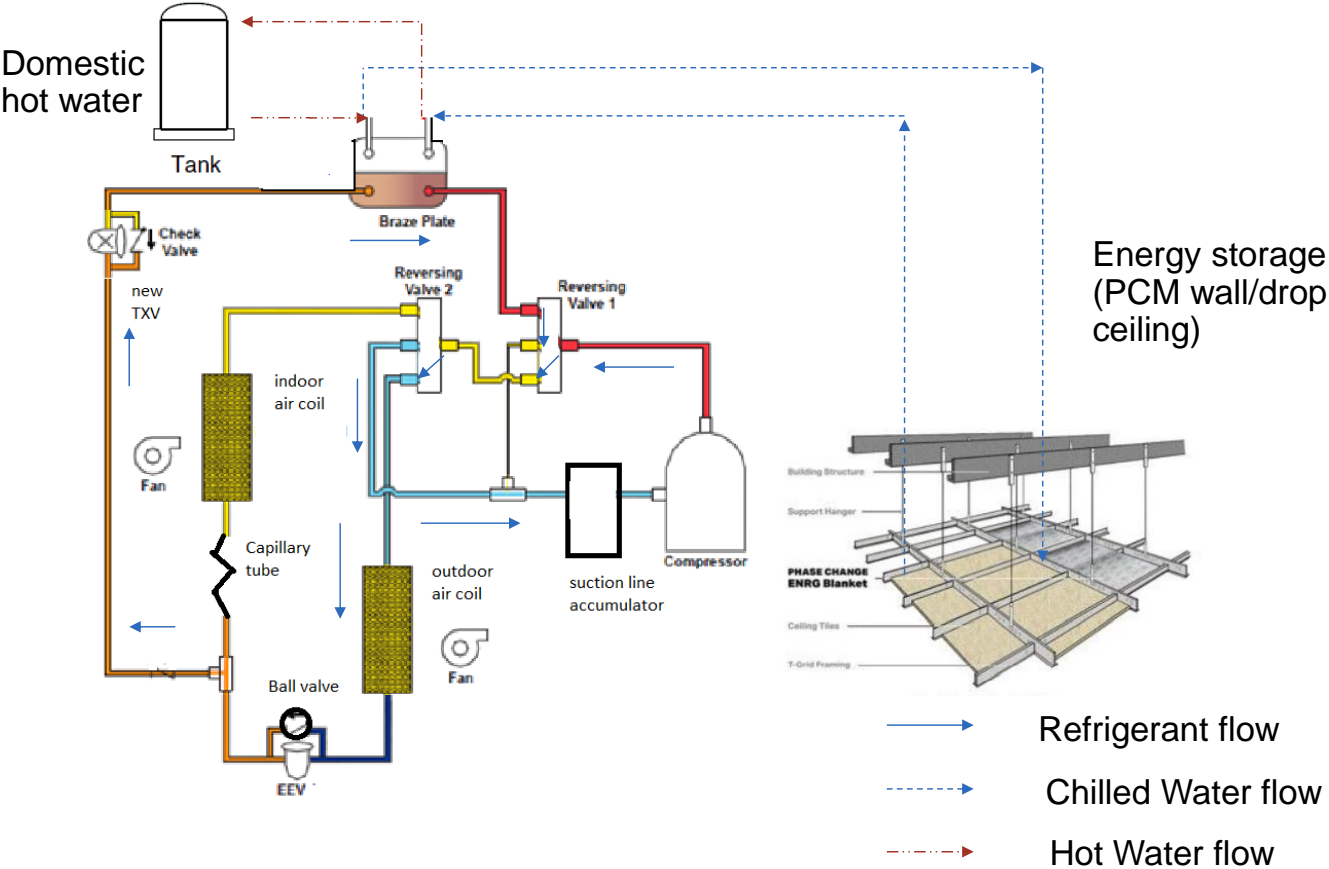 Domestic
hot water
Tank
Braze Plate
Check
Valve
new
TXV
Reversing
Valve 2
Reversing
Valve 1
indoor
air coil
Fan
Capillary
tube
outdoor
air coil
Fan
suction line
accumulator
Compressor
Ball valve
EEV
Energy storage
(PCM wall/drop
ceiling)
Building Structure
Support Hanger
PHASE CHANGE
ENRG Blanket
Ceiling Tiles
T-Grid Framing
Refrigerant flow
Chilled Water flow
Hot Water flow